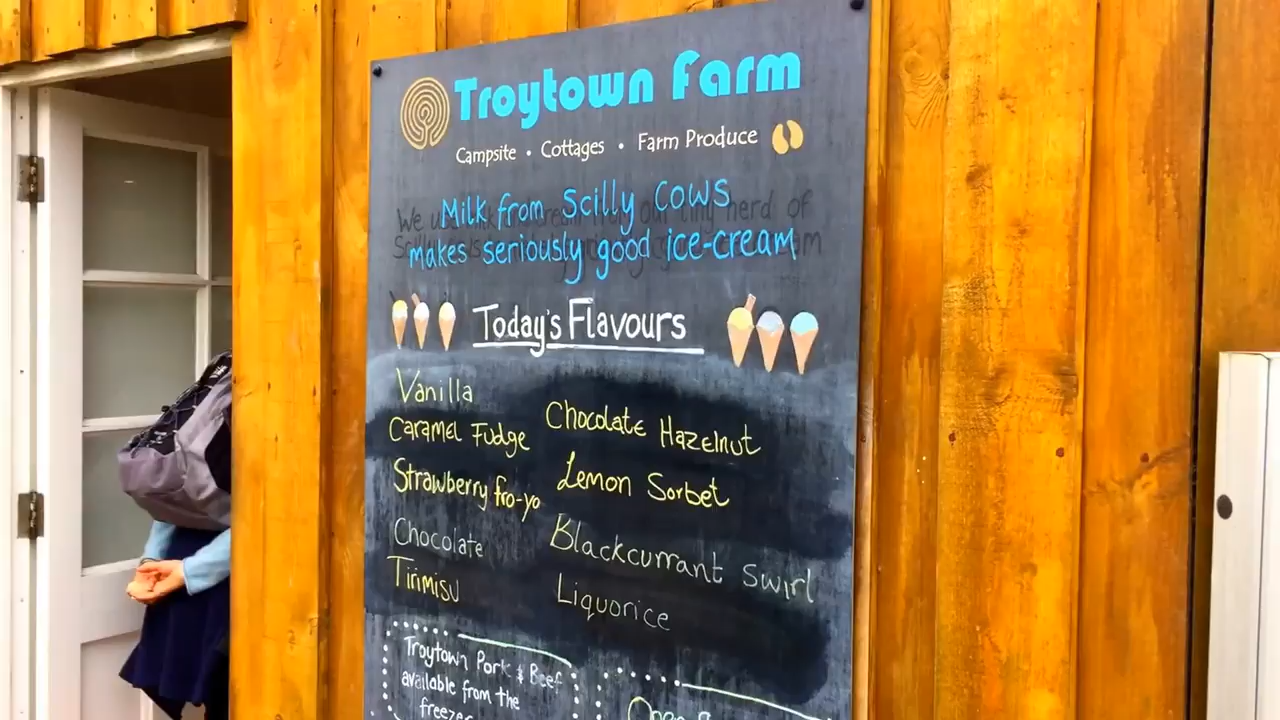 Troytown Farm
Campsite • Cottages • Farm Produce
Milk from Scilly Cows
makes seriously good ice-cream
Today's Flavours
Vanilla
Caramel Fudge
Strawberry fro-yo
Chocolate
Tirimisu
Chocolate Hazelnut
Lemon Sorbet
Blackcurrant Swirl
Liquorice
Troytown Pork & Beef
available from the
freezer
Open